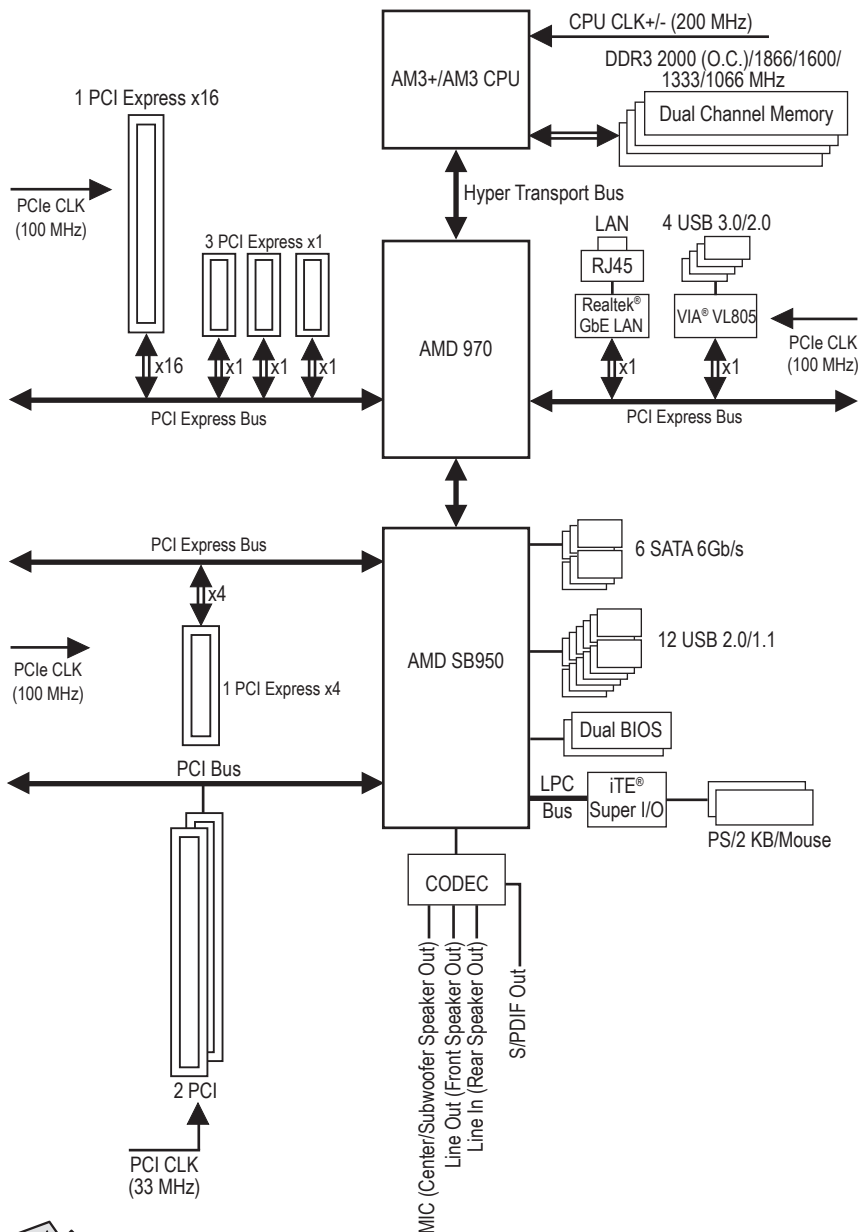 CPU CLK+/- (200 MHz)
AM3+/AM3 CPU
DDR3 2000 (O.C.)/1866/1600/
1333/1066 MHz
Dual Channel Memory
1 PCI Express x16
Hyper Transport Bus
PCIe CLK
(100 MHz)
3 PCI Express x1
LAN
RJ45
Realtek®
GbE LAN
4 USB 3.0/2.0
VIA® VL805
PCIe CLK
(100 MHz)
AMD 970
x16
x1
x1
x1
x1
x1
PCI Express Bus
PCI Express Bus
PCI Express Bus
x4
PCIe CLK
(100 MHz)
1 PCI Express x4
AMD SB950
6 SATA 6Gb/s
12 USB 2.0/1.1
Dual BIOS
PCI Bus
LPC
Bus
iTE®
Super I/O
PS/2 KB/Mouse
CODEC
MIC (Center/Subwoofer Speaker Out)
Line Out (Front Speaker Out)
Line In (Rear Speaker Out)
S/PDIF Out
2 PCI
PCI CLK
(33 MHz)